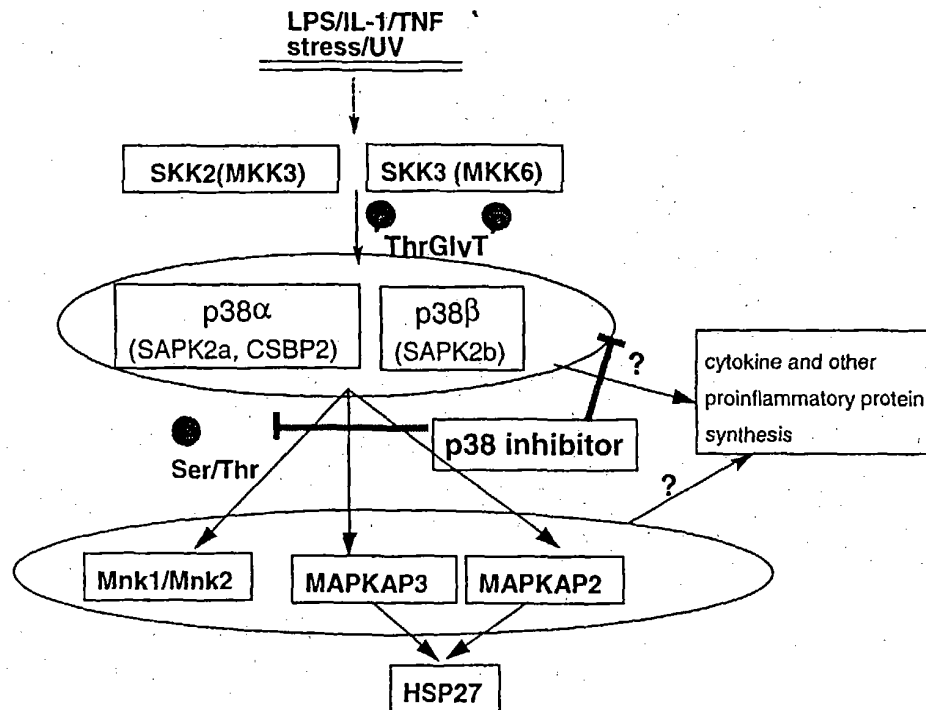 LPS/IL-1/TNF
stress/UV
SKK2(MKK3)
SKK3 (MKK6)
ThrGlvT
p38α
(SAPK2a, CSBP2)
p38β
(SAPK2b)
?
cytokine and other
proinflammatory protein
synthesis
p38 inhibitor
Ser/Thr
?
Mnk1/Mnk2
MAPKAP3
MAPKAP2
HSP27